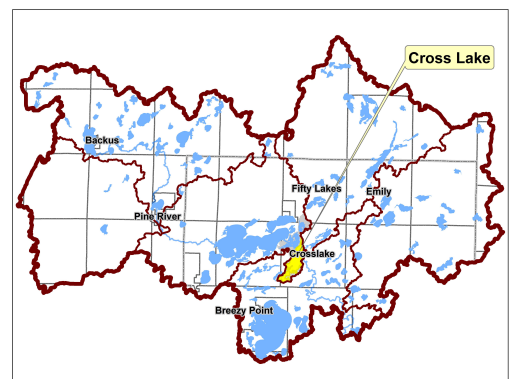 Cross Lake
Backus
Fifty Lakes
Emily
Pine River
Crosslake
Breezy Point